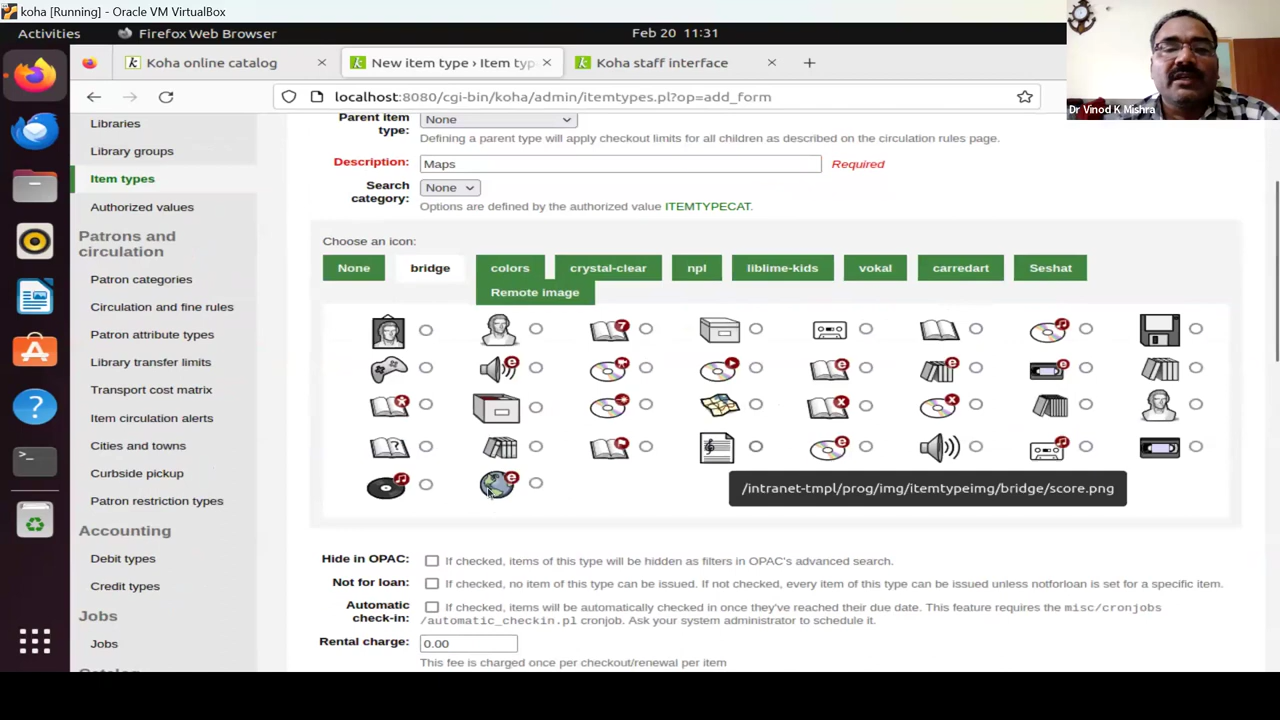 koha [Running] - Oracle VM VirtualBox
Activities
Firefox Web Browser
Feb 20 11:31
Koha online catalog
New item type › Item typ
Koha staff interface
localhost:8080/cgi-bin/koha/admin/itemtypes.pl?op=add_form
Dr Vinod K Mishra
Libraries
Library groups
Item types
Authorized values
Patrons and
circulation
Patron categories
Circulation and fine rules
Patron attribute types
Library transfer limits
Transport cost matrix
Item circulation alerts
Cities and towns
Curbside pickup
Patron restriction types
Accounting
Debit types
Credit types
Jobs
Jobs
Parent item
type:
None
Defining a parent type will apply checkout limits for all children as described on the circulation rules page.
Description:
Maps
Required
Search
category:
None
Options are defined by the authorized value ITEMTYPECAT.
Choose an icon:
None
bridge
colors
crystal-clear
npl
liblime-kids
vokal
carredart
Seshat
Remote image
/intranet-tmpl/prog/img/itemtypeimg/bridge/score.png
Hide in OPAC:
If checked, items of this type will be hidden as filters in OPAC's advanced search.
Not for loan:
If checked, no item of this type can be issued. If not checked, every item of this type can be issued unless notforloan is set for a specific item.
Automatic
check-in:
If checked, items will be automatically checked in once they've reached their due date. This feature requires the misc/cronjobs
/automatic_checkin.pl cronjob. Ask your system administrator to schedule it.
Rental charge:
0.00
This fee is charged once per checkout/renewal per item